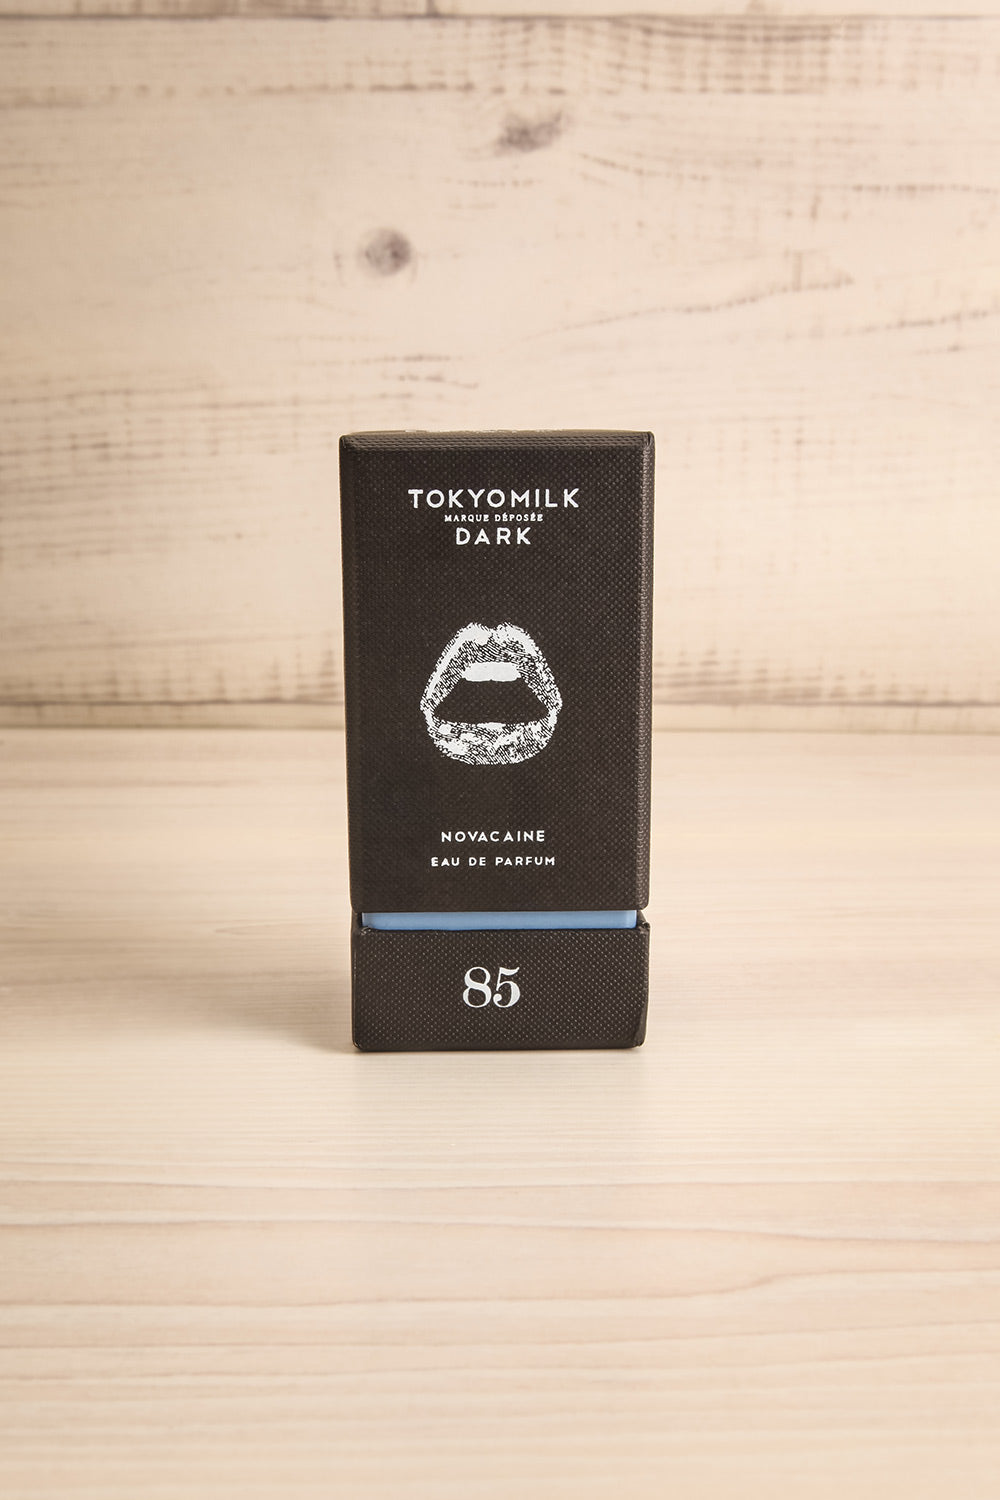 TOKYOMILK
MARQUE DÉPOSÉE
DARK
NOVACAINE
EAU DE PARFUM
85